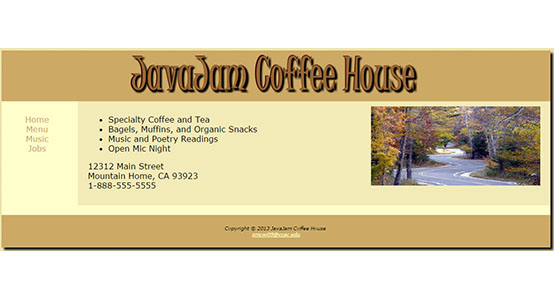 JavaJam Coffee House
Home
Menu
Music
Jobs
Specialty Coffee and Tea
Bagels, Muffins, and Organic Snacks
Music and Poetry Readings
Open Mic Night
12312 Main Street
Mountain Home, CA 93923
1-888-555-5555
Copyright © 2013 JavaJam Coffee House